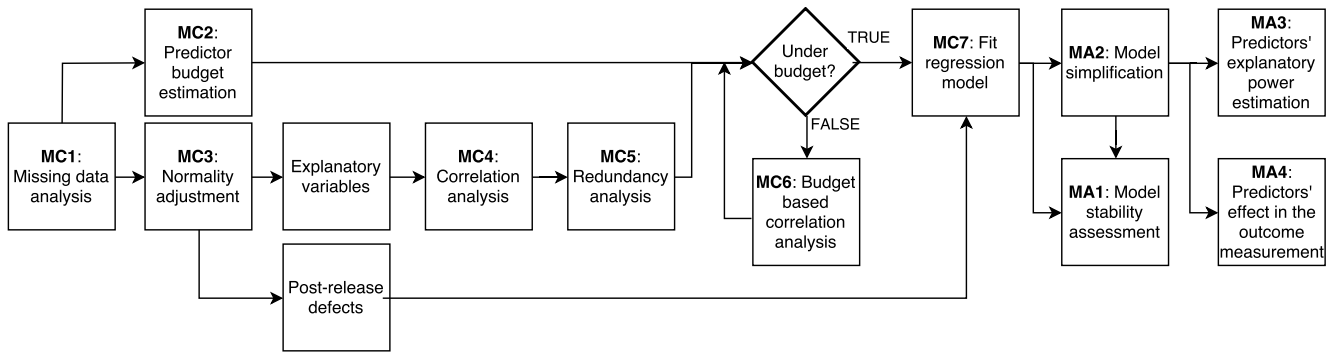 MC2:
Predictor
budget
estimation
Under
budget?
TRUE
FALSE
MC7: Fit
regression
model
MA2: Model
simplification
MA3:
Predictors'
explanatory
power
estimation
MC1:
Missing data
analysis
MC3:
Normality
adjustment
Explanatory
variables
MC4:
Correlation
analysis
MC5:
Redundancy
analysis
MC6: Budget
based
correlation
analysis
MA1: Model
stability
assessment
MA4:
Predictors'
effect in the
outcome
measurement
Post-release
defects